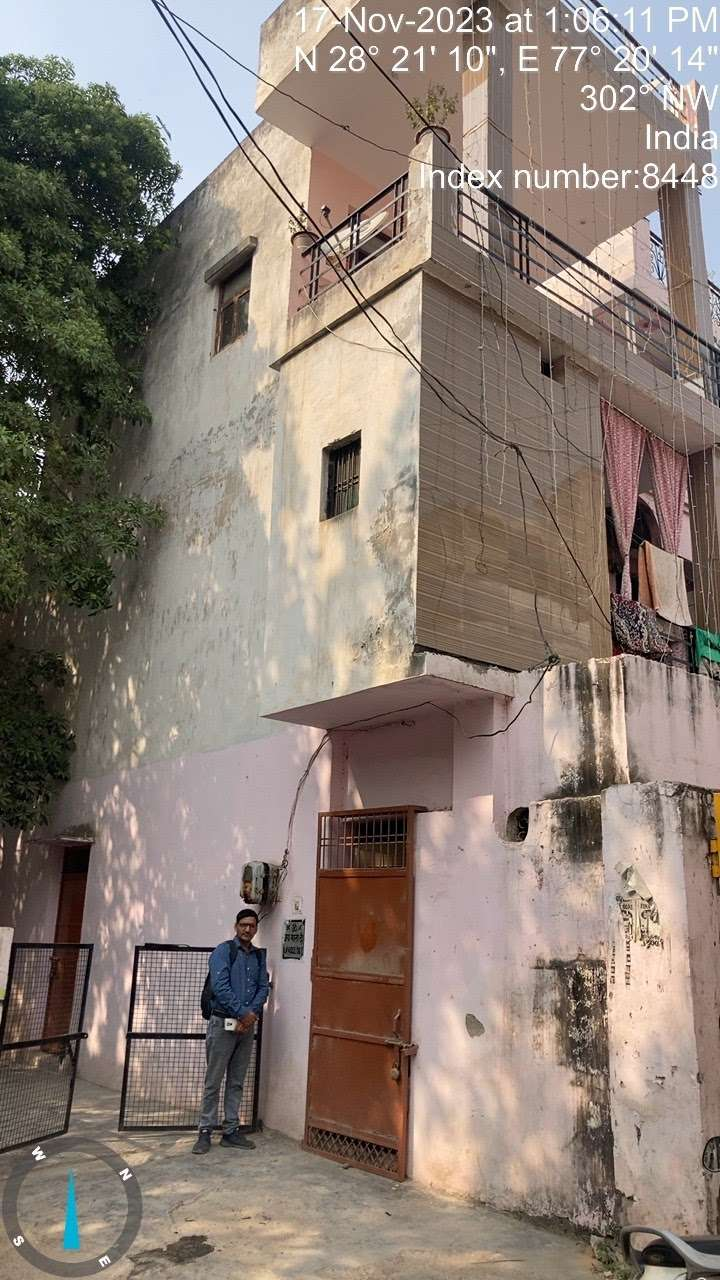 17-Nov-2023 at 1:06:11 PM
N 28° 21' 10", E 77° 20' 14"
302° NW
India
Index number:8448
W
N
S
E